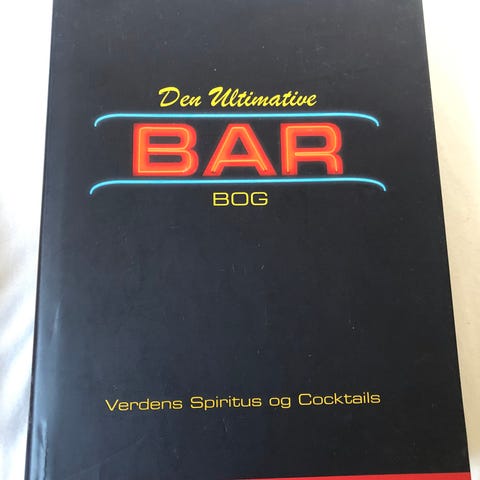 Den Ultimative
BAR
BOG
Verdens Spiritus og Cocktails